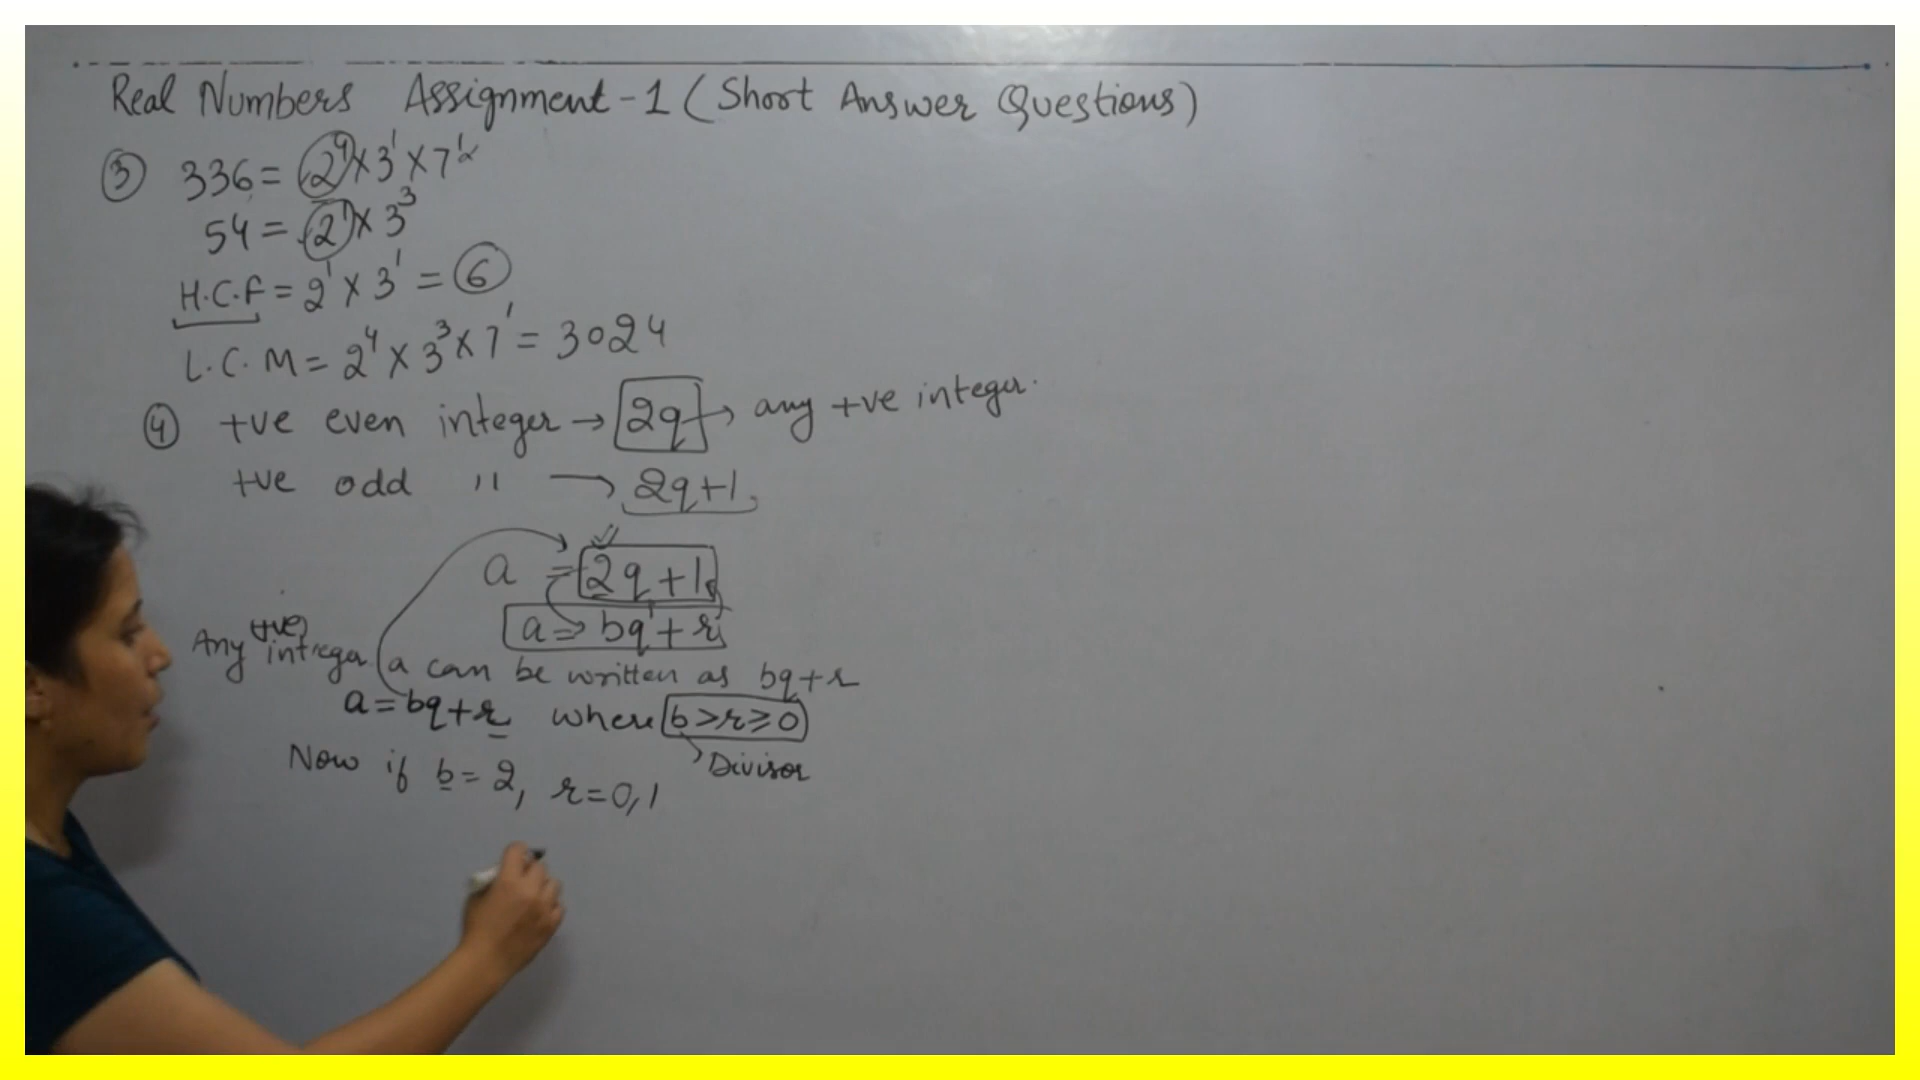 Real Numbers Assignment-1 (Short Answer Questions)
③ 336 = 2⁴ × 3¹ × 7¹
54 = 2¹ × 3³
H.C.F = 2¹ × 3¹ = 6
L.C.M = 2⁴ × 3³ × 7¹ = 3024
④ +ve even integer → 2q → any +ve integer.
+ve odd " → 2q+1
a = 2q+1
a = bq+r
Any +ve intrega a can be written as bq+r
a = bq+r where b>r≥0
Divisor
Now if b=2, r=0,1